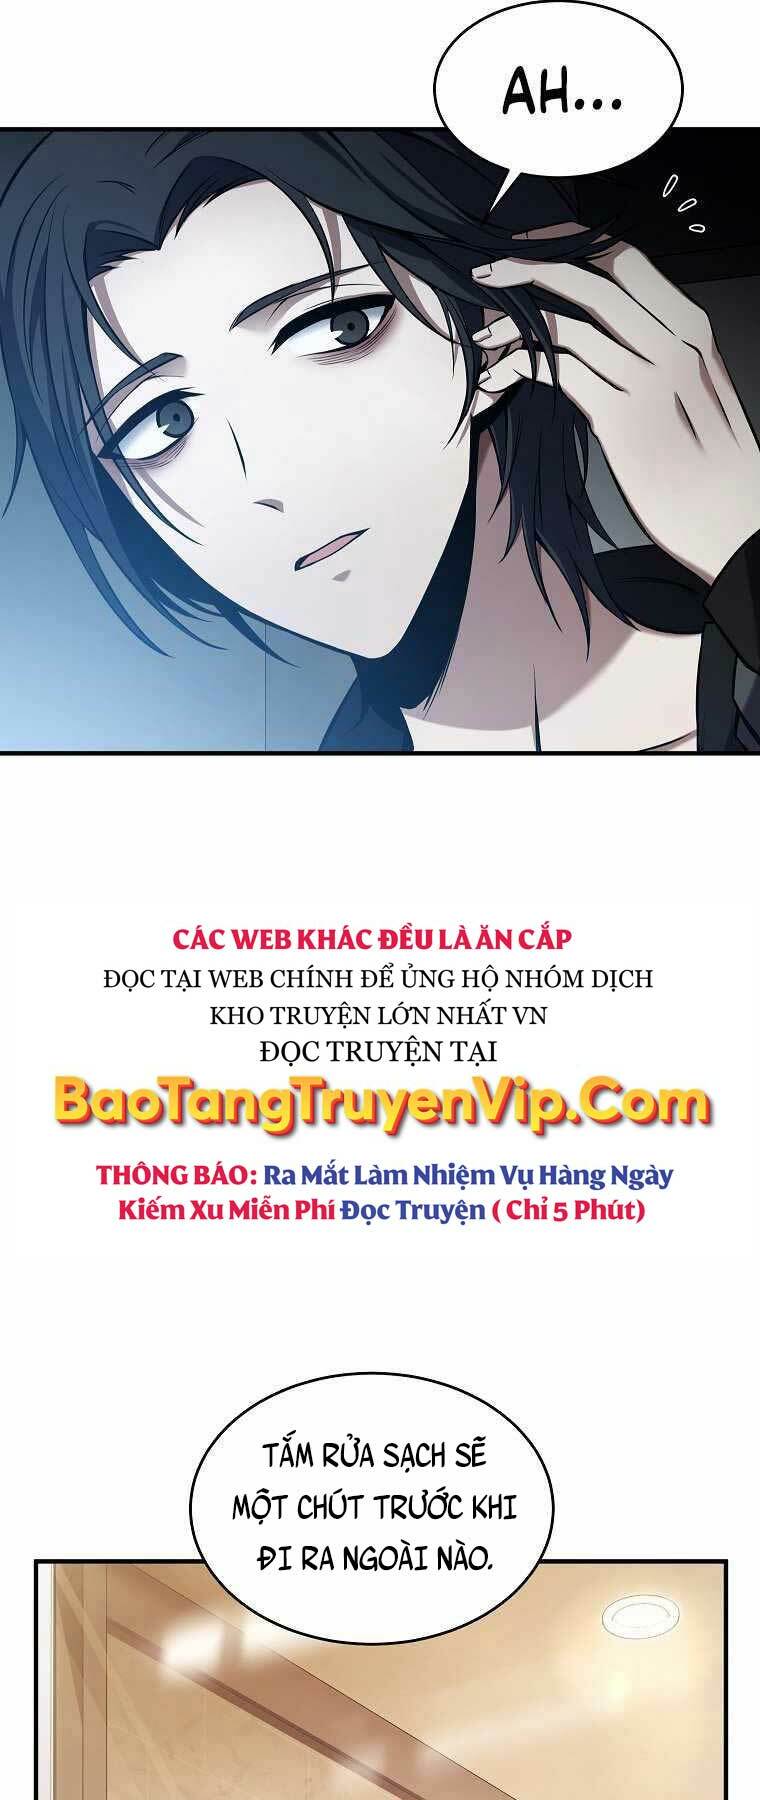 AH...
CÁC WEB KHÁC ĐỀU LÀ ĂN CẮP
ĐỌC TẠI WEB CHÍNH ĐỂ ỦNG HỘ NHÓM DỊCH
KHO TRUYỆN LỚN NHẤT VN
ĐỌC TRUYỆN TẠI
BaoTangTruyenVip.Com
THÔNG BÁO: Ra Mắt Làm Nhiệm Vụ Hàng Ngày
Kiếm Xu Miễn Phí Đọc Truyện ( Chỉ 5 Phút)
TẮM RỬA SẠCH SẼ
MỘT CHÚT TRƯỚC KHI
ĐI RA NGOÀI NÀO.